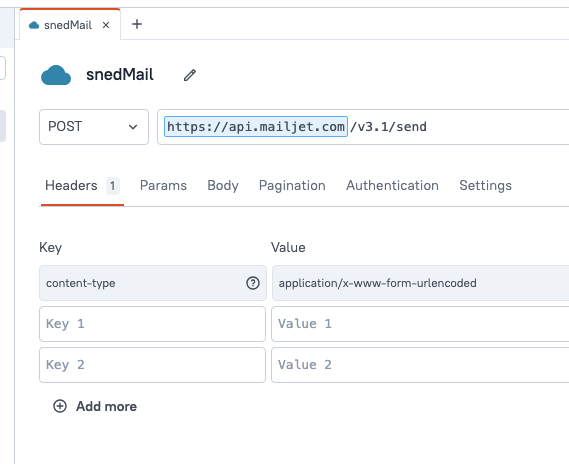 snedMail
snedMail
POST https://api.mailjet.com/v3.1/send
Headers 1 Params Body Pagination Authentication Settings
Key Value
content-type application/x-www-form-urlencoded
Key 1 Value 1
Key 2 Value 2
Add more